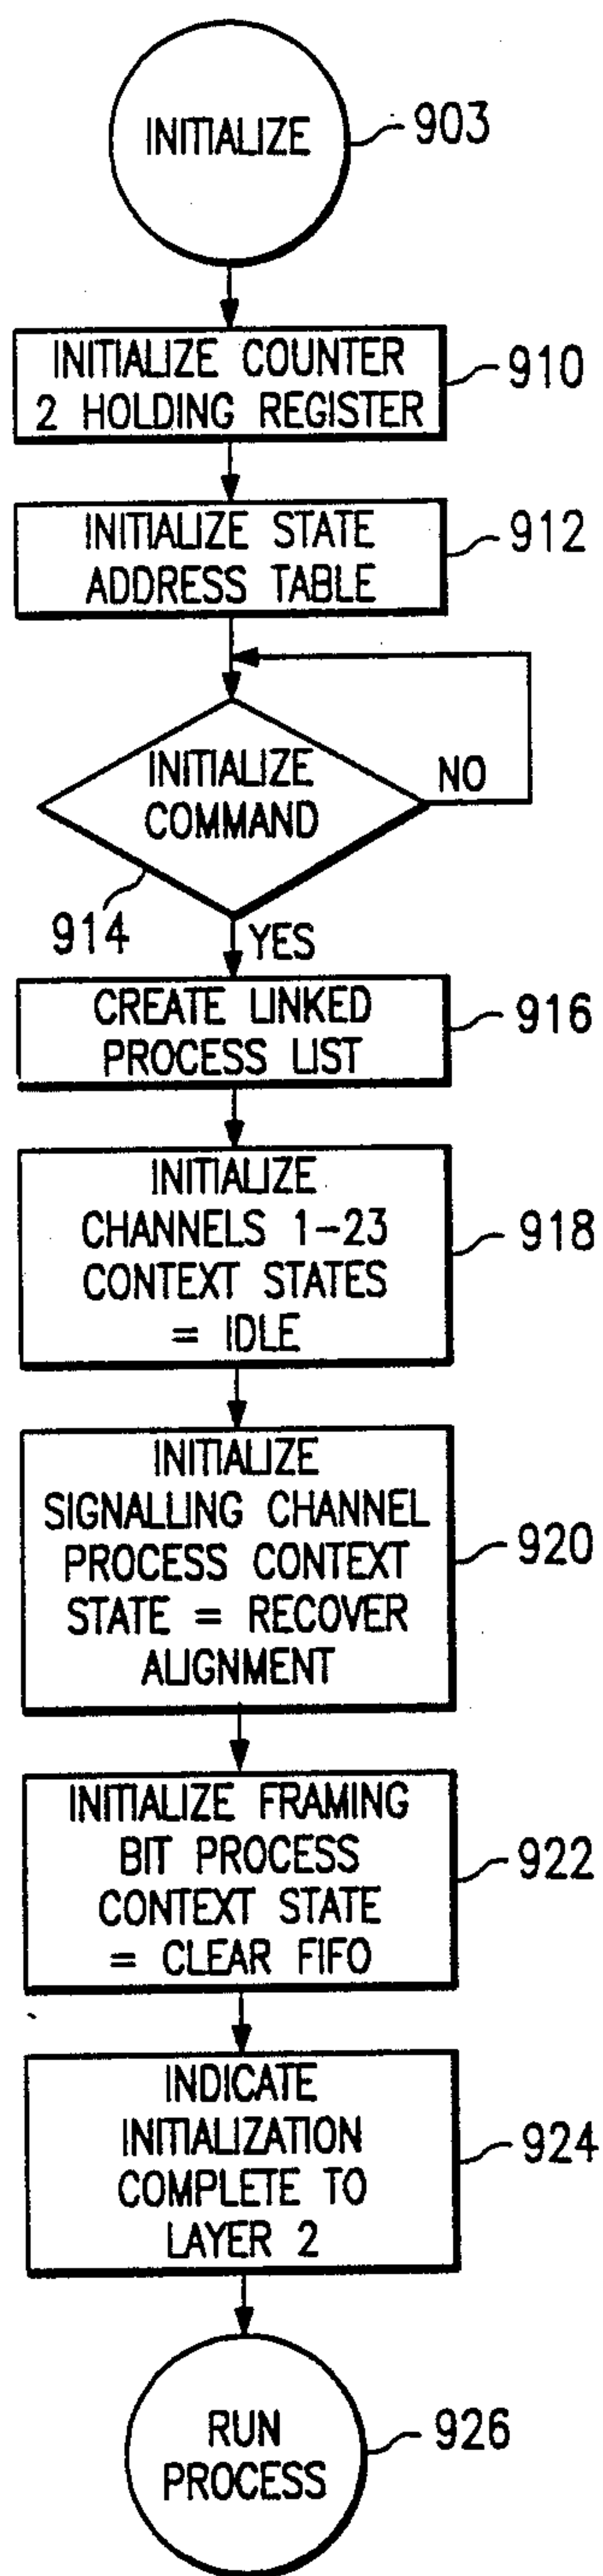 INITIALIZE
903
INITIALIZE COUNTER
2 HOLDING REGISTER
910
INITIALIZE STATE
ADDRESS TABLE
912
INITIALIZE
COMMAND
NO
914
YES
CREATE LINKED
PROCESS LIST
916
INITIALIZE
CHANNELS 1-23
CONTEXT STATES
= IDLE
918
INITIALIZE
SIGNALLING CHANNEL
PROCESS CONTEXT
STATE = RECOVER
ALIGNMENT
920
INITIALIZE FRAMING
BIT PROCESS
CONTEXT STATE
= CLEAR FIFO
922
INDICATE
INITIALIZATION
COMPLETE TO
LAYER 2
924
RUN
PROCESS
926